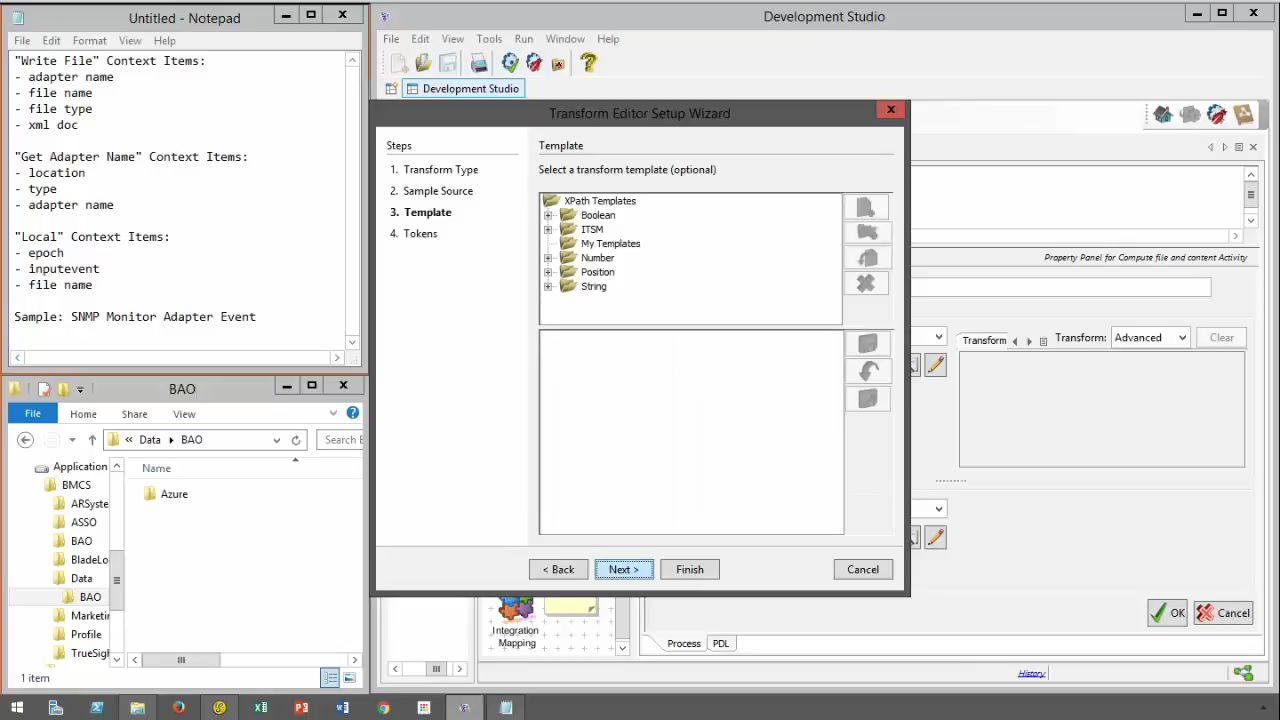 Untitled - Notepad
File Edit Format View Help
"Write File" Context Items:
- adapter name
- file name
- file type
- xml doc
"Get Adapter Name" Context Items:
- location
- type
- adapter name
"Local" Context Items:
- epoch
- inputevent
- file name
Sample: SNMP Monitor Adapter Event
BAO
File Home Share View
« Data BAO
Search B
Name
Application
BMCS
ARSyste
ASSO
BAO
BladeLo
Data
BAO
Marketin
Profile
TrueSigh
Azure
1 item
Development Studio
File Edit View Tools Run Window Help
Development Studio
Transform Editor Setup Wizard
Steps
1. Transform Type
2. Sample Source
3. Template
4. Tokens
Template
Select a transform template (optional)
XPath Templates
Boolean
ITSM
My Templates
Number
Position
String
< Back
Next >
Finish
Cancel
Property Panel for Compute file and content Activity
Transform
Transform: Advanced
Clear
OK
Cancel
Integration
Mapping
Process
PDL
History